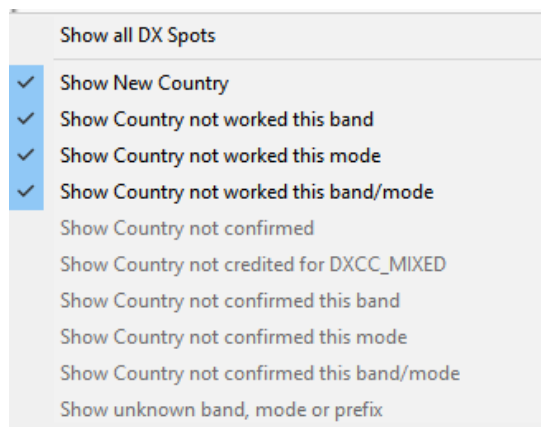 Show all DX Spots
Show New Country
Show Country not worked this band
Show Country not worked this mode
Show Country not worked this band/mode
Show Country not confirmed
Show Country not credited for DXCC_MIXED
Show Country not confirmed this band
Show Country not confirmed this mode
Show Country not confirmed this band/mode
Show unknown band, mode or prefix